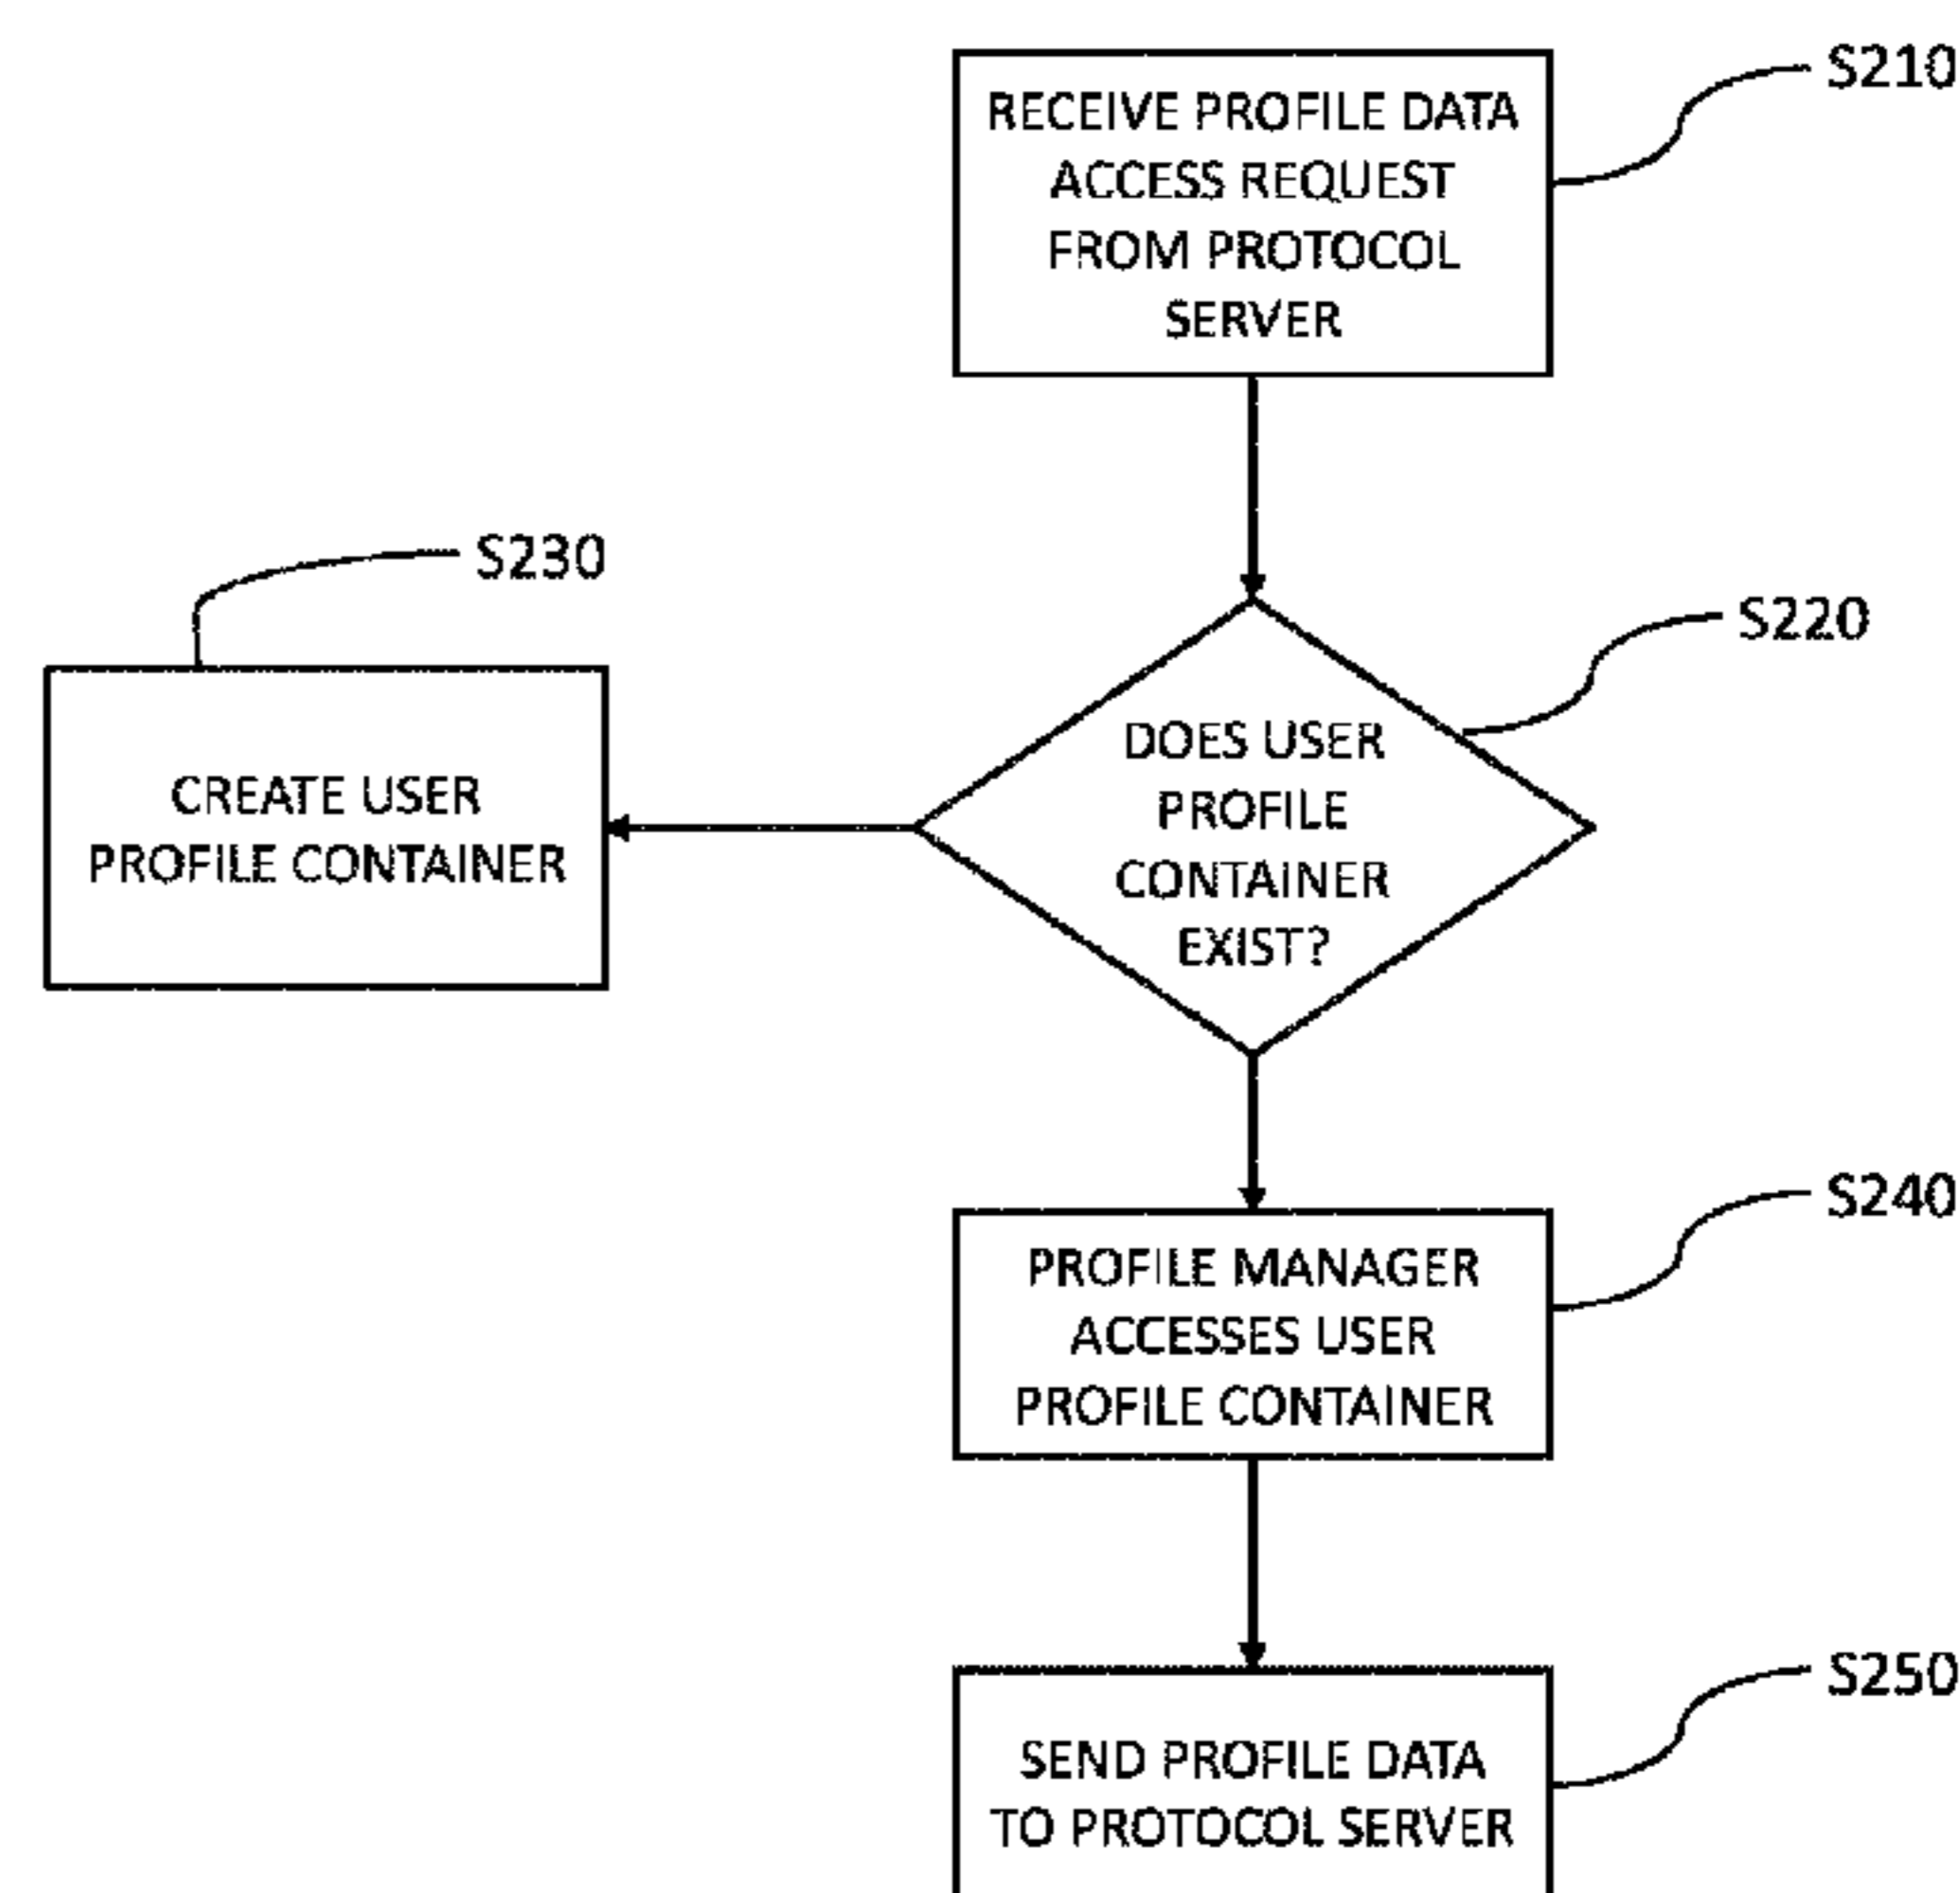 S210
RECEIVE PROFILE DATA
ACCESS REQUEST
FROM PROTOCOL
SERVER
S230
S220
DOES USER
PROFILE
CONTAINER
EXIST?
CREATE USER
PROFILE CONTAINER
S240
PROFILE MANAGER
ACCESSES USER
PROFILE CONTAINER
S250
SEND PROFILE DATA
TO PROTOCOL SERVER